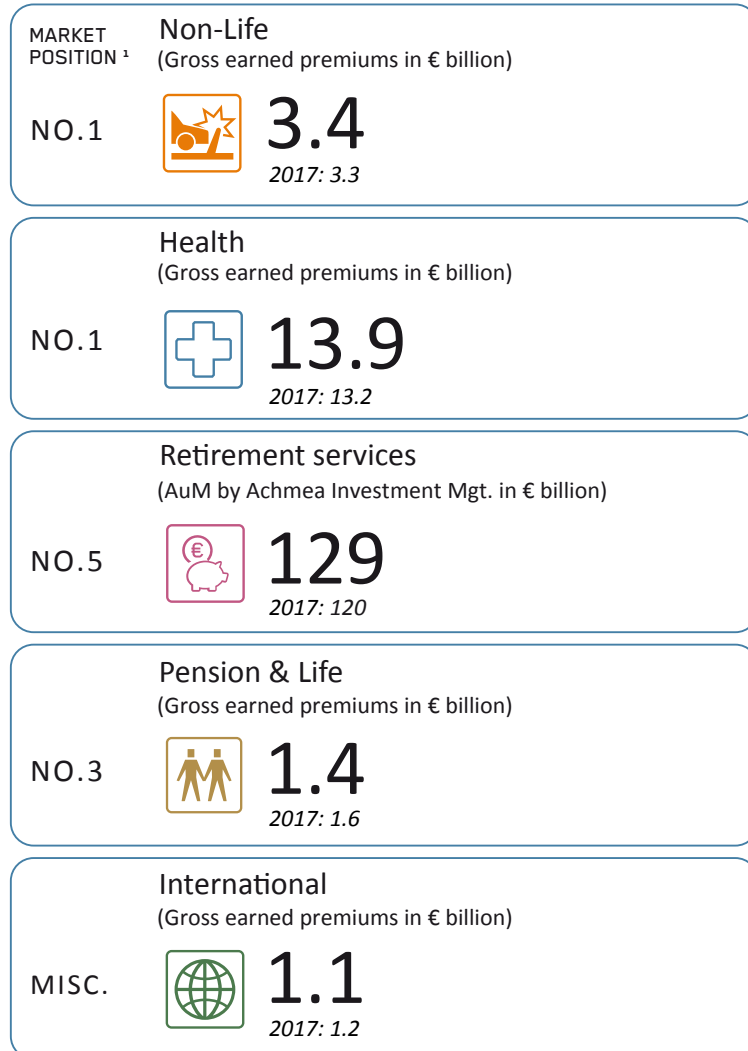 MARKET
POSITION ¹
Non-Life
(Gross earned premiums in € billion)
NO.1
3.4
2017: 3.3
Health
(Gross earned premiums in € billion)
NO.1
13.9
2017: 13.2
Retirement services
(AuM by Achmea Investment Mgt. in € billion)
NO.5
€
129
2017: 120
Pension & Life
(Gross earned premiums in € billion)
NO.3
1.4
2017: 1.6
International
(Gross earned premiums in € billion)
MISC.
1.1
2017: 1.2